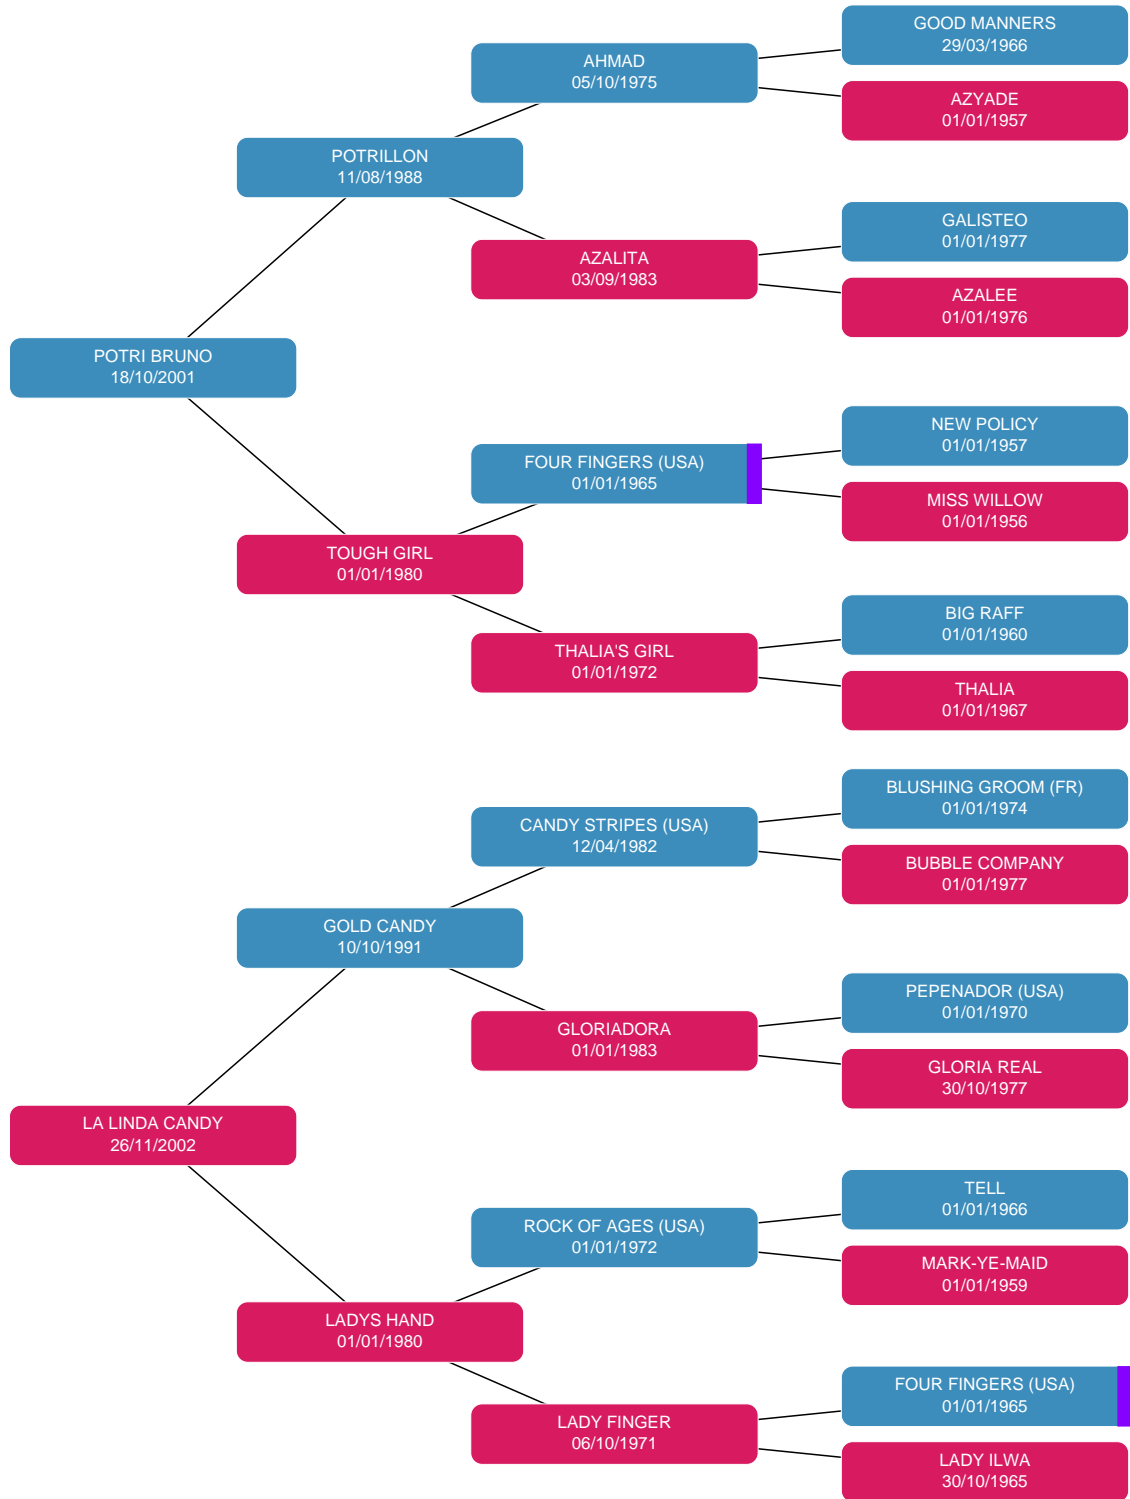 GOOD MANNERS
29/03/1966
AHMAD
05/10/1975
AZYADE
01/01/1957
POTRILLON
11/08/1988
GALISTEO
01/01/1977
AZALITA
03/09/1983
AZALEE
01/01/1976
POTRI BRUNO
18/10/2001
NEW POLICY
01/01/1957
FOUR FINGERS (USA)
01/01/1965
MISS WILLOW
01/01/1956
TOUGH GIRL
01/01/1980
BIG RAFF
01/01/1960
THALIA'S GIRL
01/01/1972
THALIA
01/01/1967
BLUSHING GROOM (FR)
01/01/1974
CANDY STRIPES (USA)
12/04/1982
BUBBLE COMPANY
01/01/1977
GOLD CANDY
10/10/1991
PEPENADOR (USA)
01/01/1970
GLORIADORA
01/01/1983
GLORIA REAL
30/10/1977
LA LINDA CANDY
26/11/2002
TELL
01/01/1966
ROCK OF AGES (USA)
01/01/1972
MARK-YE-MAID
01/01/1959
LADYS HAND
01/01/1980
FOUR FINGERS (USA)
01/01/1965
LADY FINGER
06/10/1971
LADY ILWA
30/10/1965